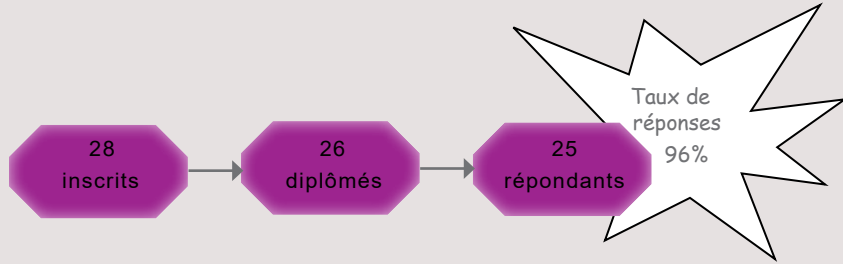 28
inscrits
26
diplômés
25
répondants
Taux de
réponses
96%